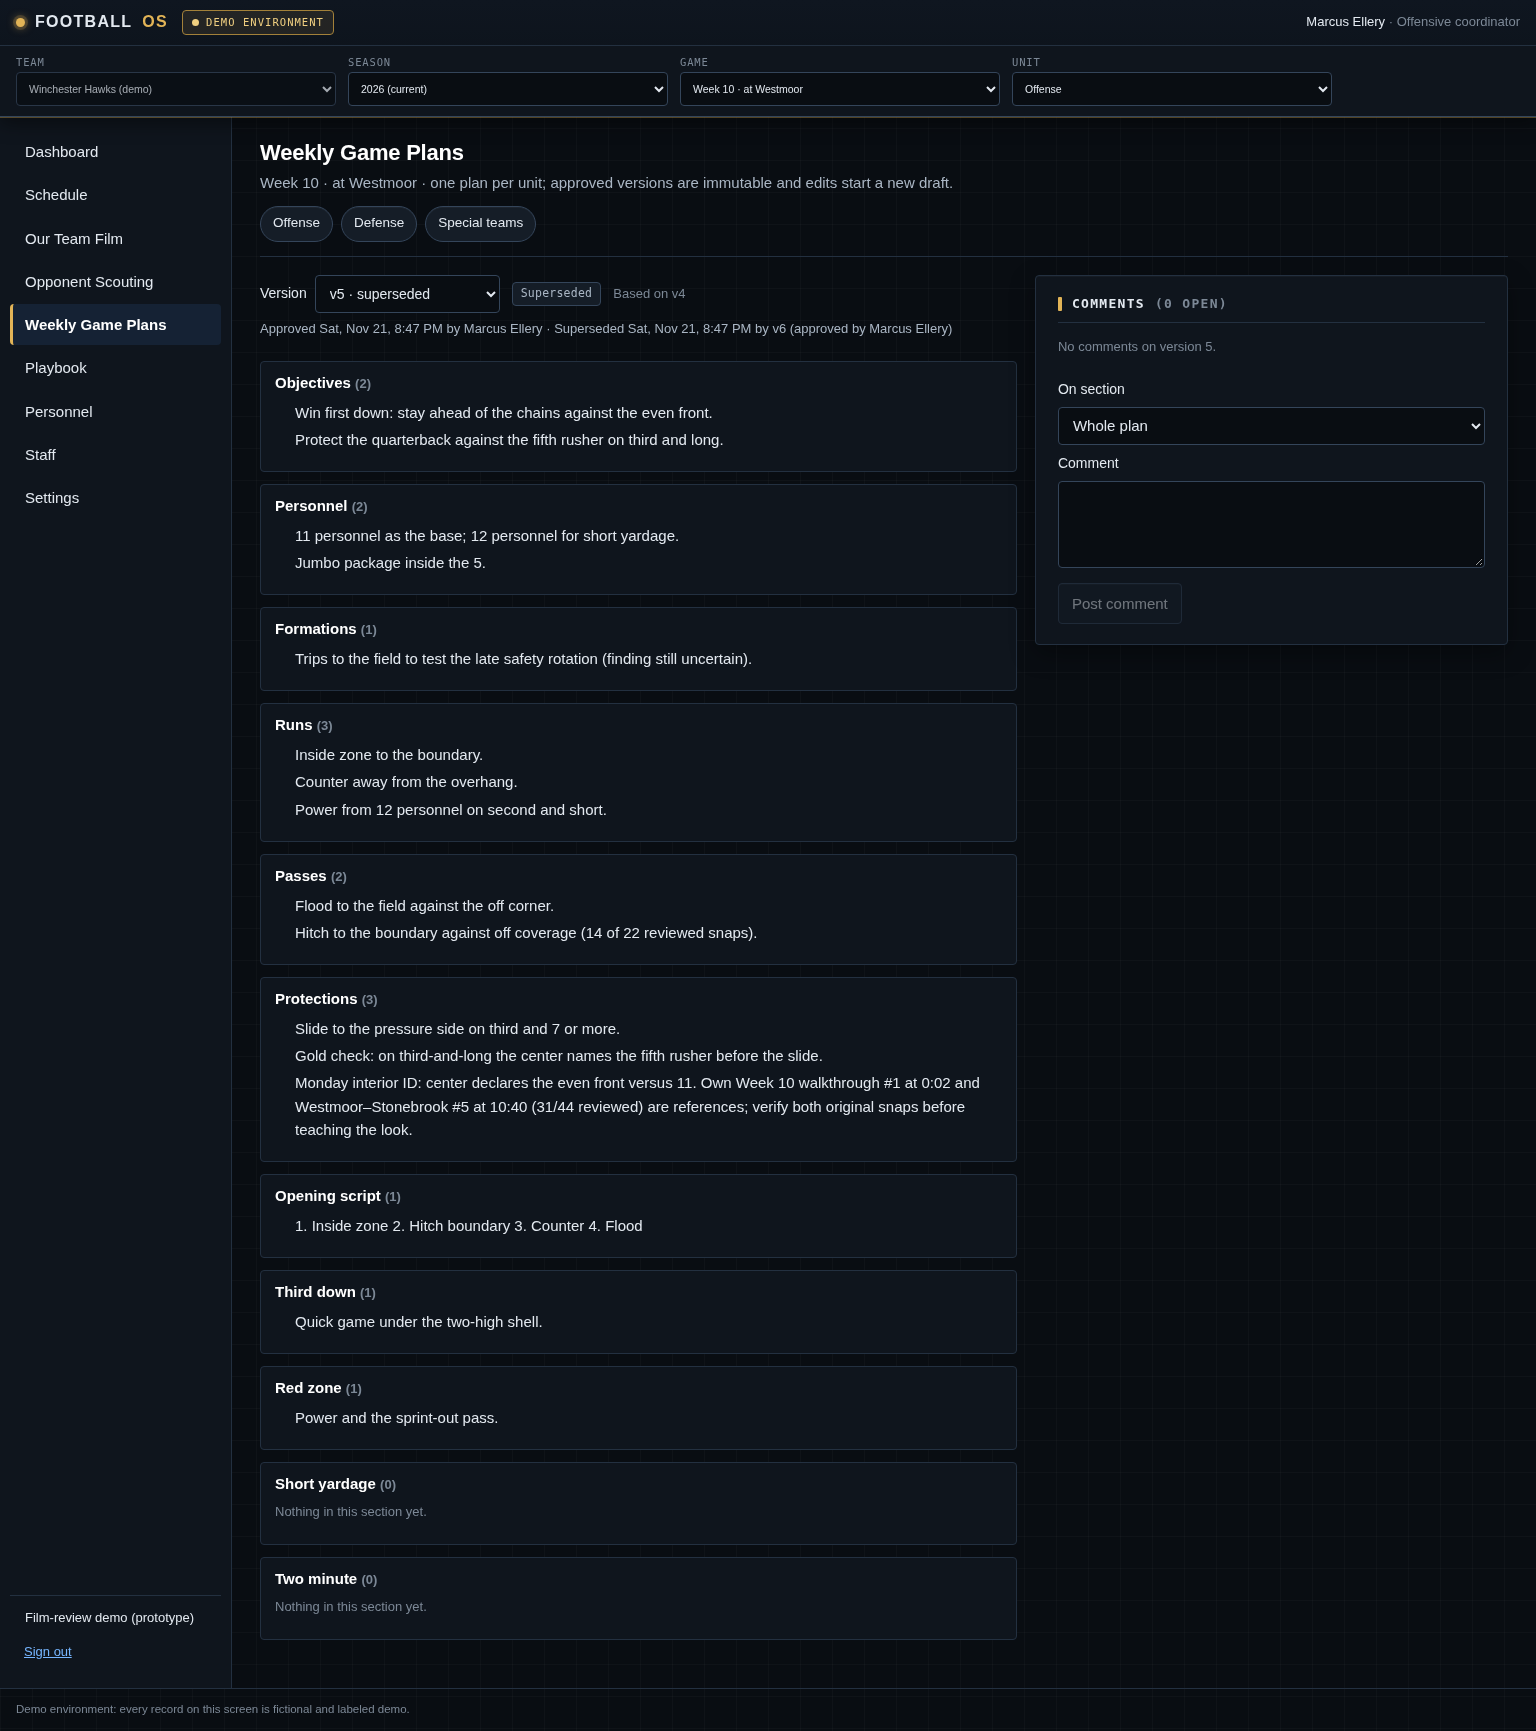 FOOTBALL OS
DEMO ENVIRONMENT
Marcus Ellery · Offensive coordinator
TEAM
Winchester Hawks (demo)
SEASON
2026 (current)
GAME
Week 10 · at Westmoor
UNIT
Offense
Dashboard
Schedule
Our Team Film
Opponent Scouting
Weekly Game Plans
Playbook
Personnel
Staff
Settings
Film-review demo (prototype)
Sign out
Weekly Game Plans
Week 10 · at Westmoor · one plan per unit; approved versions are immutable and edits start a new draft.
Offense
Defense
Special teams
Version
v5 · superseded
Superseded
Based on v4
Approved Sat, Nov 21, 8:47 PM by Marcus Ellery · Superseded Sat, Nov 21, 8:47 PM by v6 (approved by Marcus Ellery)
Objectives (2)
Win first down: stay ahead of the chains against the even front.
Protect the quarterback against the fifth rusher on third and long.
Personnel (2)
11 personnel as the base; 12 personnel for short yardage.
Jumbo package inside the 5.
Formations (1)
Trips to the field to test the late safety rotation (finding still uncertain).
Runs (3)
Inside zone to the boundary.
Counter away from the overhang.
Power from 12 personnel on second and short.
Passes (2)
Flood to the field against the off corner.
Hitch to the boundary against off coverage (14 of 22 reviewed snaps).
Protections (3)
Slide to the pressure side on third and 7 or more.
Gold check: on third-and-long the center names the fifth rusher before the slide.
Monday interior ID: center declares the even front versus 11. Own Week 10 walkthrough #1 at 0:02 and
Westmoor–Stonebrook #5 at 10:40 (31/44 reviewed) are references; verify both original snaps before
teaching the look.
Opening script (1)
1. Inside zone 2. Hitch boundary 3. Counter 4. Flood
Third down (1)
Quick game under the two-high shell.
Red zone (1)
Power and the sprint-out pass.
Short yardage (0)
Nothing in this section yet.
Two minute (0)
Nothing in this section yet.
COMMENTS (0 OPEN)
No comments on version 5.
On section
Whole plan
Comment
Post comment
Demo environment: every record on this screen is fictional and labeled demo.